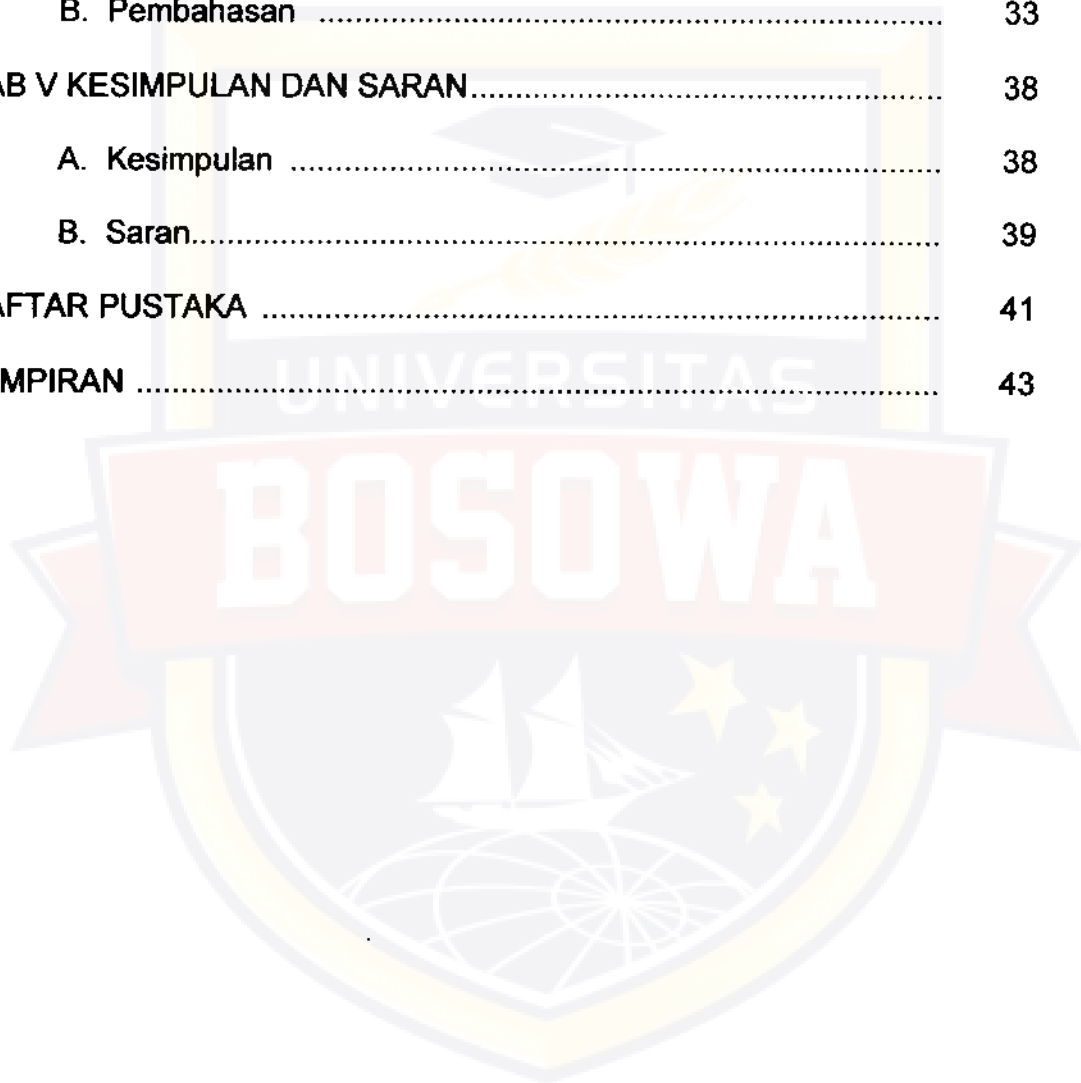 B. Pembahasan ........................................................................ 33
AB V KESIMPULAN DAN SARAN...................................................... 38
A. Kesimpulan ........................................................................... 38
B. Saran...................................................................................... 39
AFTAR PUSTAKA .............................................................................. 41
MPIRAN ............................................................................................ 43
UNIVERSITAS
BOSOWA